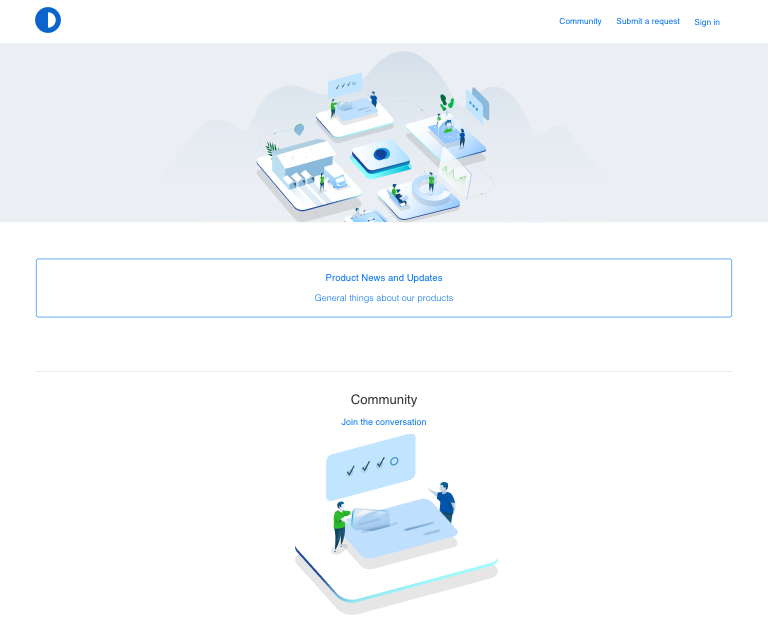 Community
Submit a request
Sign in
Product News and Updates
General things about our products
Community
Join the conversation